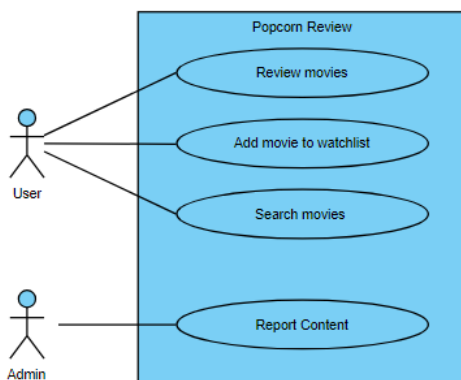 Popcorn Review
Review movies
Add movie to watchlist
User
Search movies
Report Content
Admin